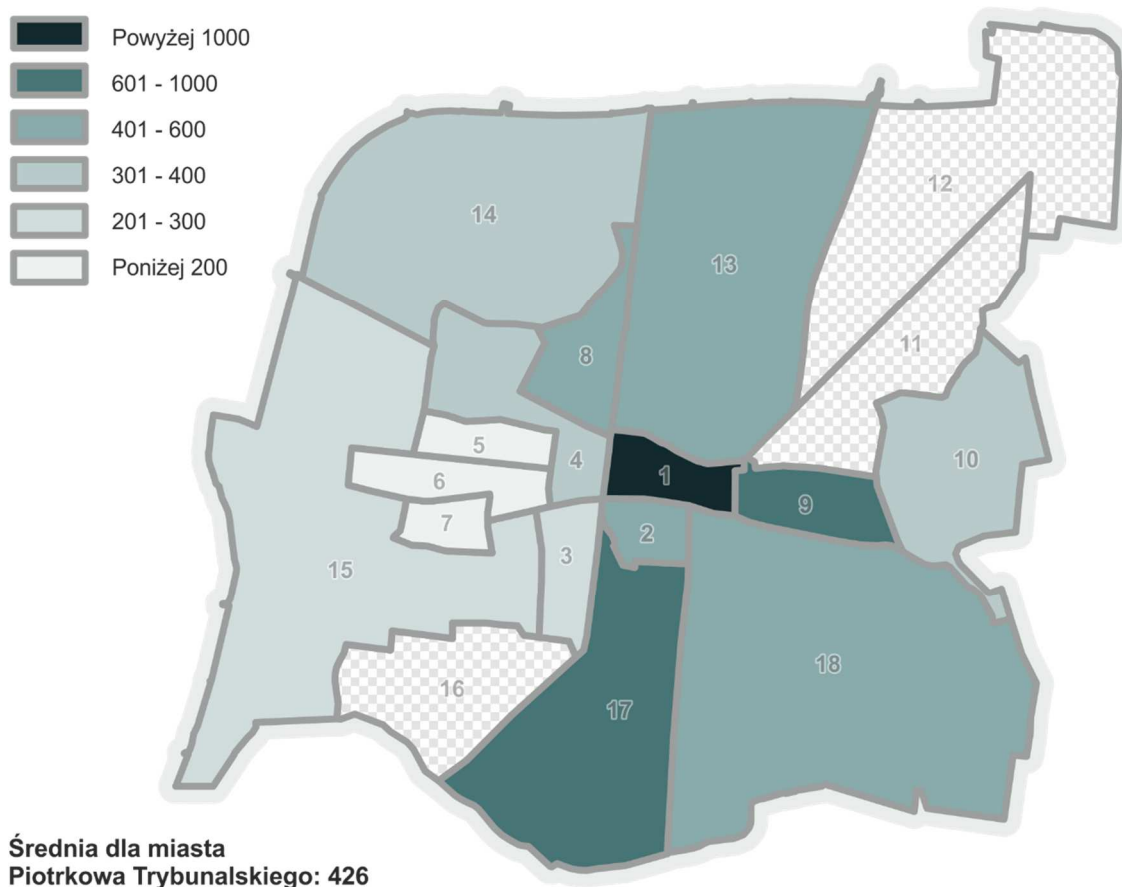 Powyżej 1000
601 - 1000
401 - 600
301 - 400
201 - 300
Poniżej 200
12
14
13
11
8
5
4
10
6
1
9
7
2
3
15
18
16
17
Średnia dla miasta
Piotrkowa Trybunalskiego: 426